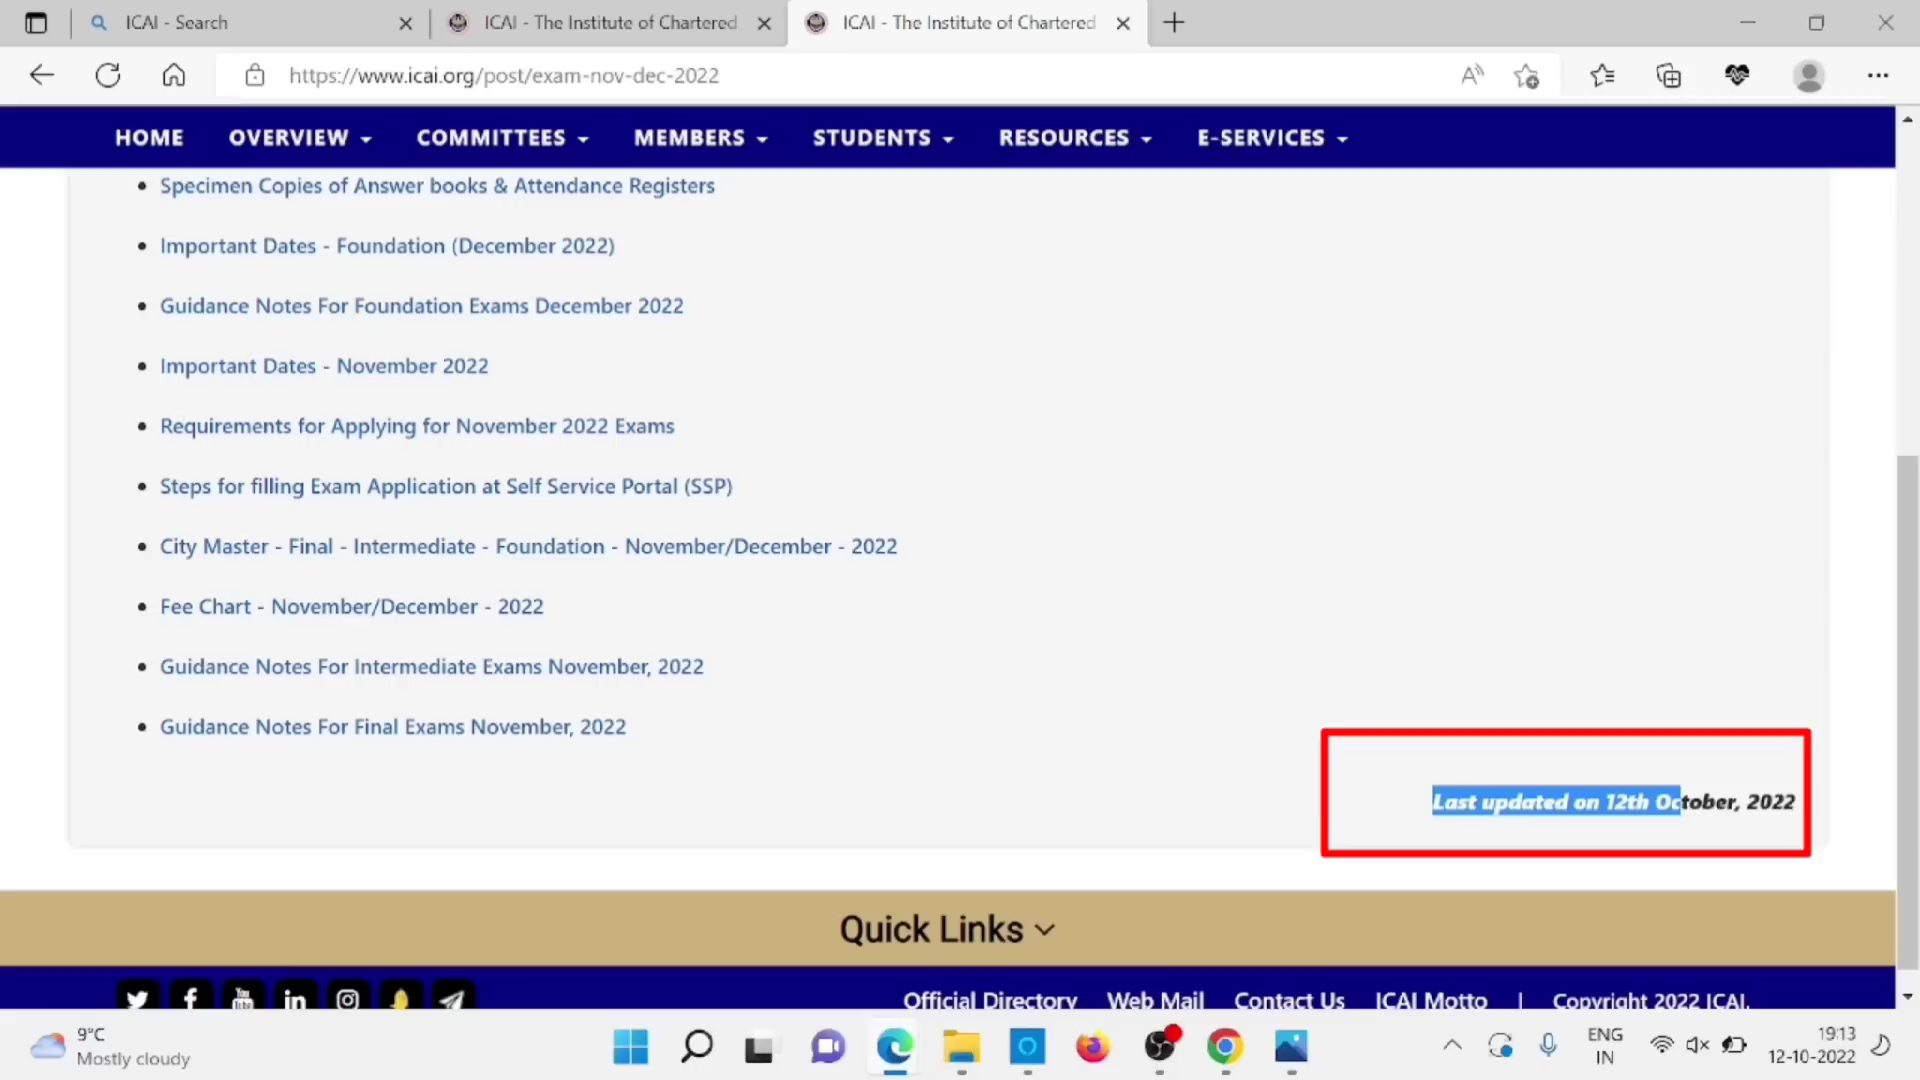 ICAI - Search
ICAI - The Institute of Chartered
ICAI - The Institute of Chartered
https://www.icai.org/post/exam-nov-dec-2022
HOME OVERVIEW COMMITTEES MEMBERS STUDENTS RESOURCES E-SERVICES
Specimen Copies of Answer books & Attendance Registers
Important Dates - Foundation (December 2022)
Guidance Notes For Foundation Exams December 2022
Important Dates - November 2022
Requirements for Applying for November 2022 Exams
Steps for filling Exam Application at Self Service Portal (SSP)
City Master - Final - Intermediate - Foundation - November/December - 2022
Fee Chart - November/December - 2022
Guidance Notes For Intermediate Exams November, 2022
Guidance Notes For Final Exams November, 2022
Last updated on 12th October, 2022
Quick Links
Official Directory Web Mail Contact Us ICAI Motto | Copyright 2022 ICAI.
9°C
Mostly cloudy
ENG
IN
19:13
12-10-2022